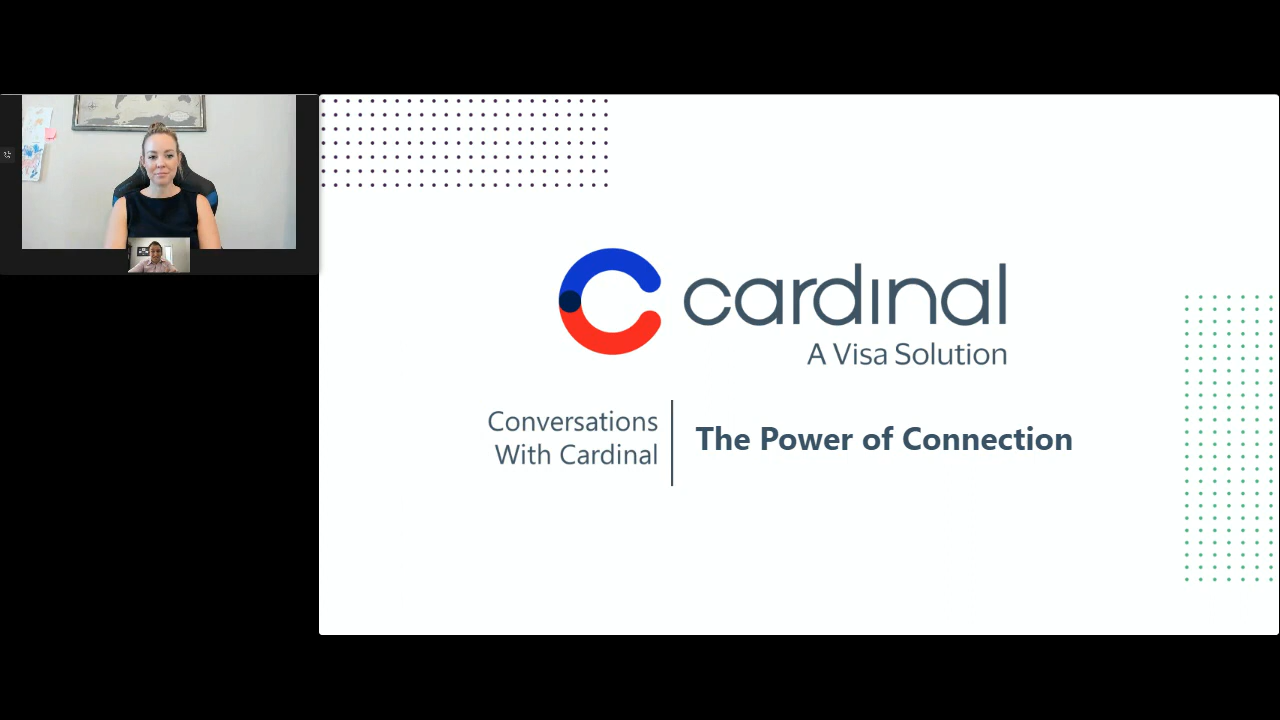 cardinal
A Visa Solution
Conversations
With Cardinal
The Power of Connection